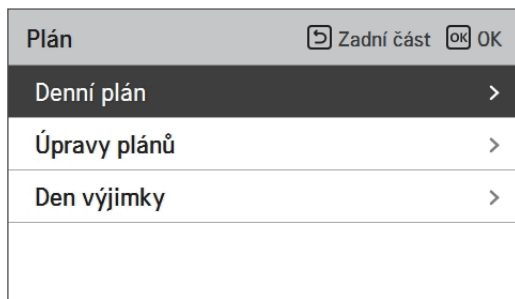 Plán Zadní část OK OK
Denní plán >
Úpravy plánů >
Den výjimky >